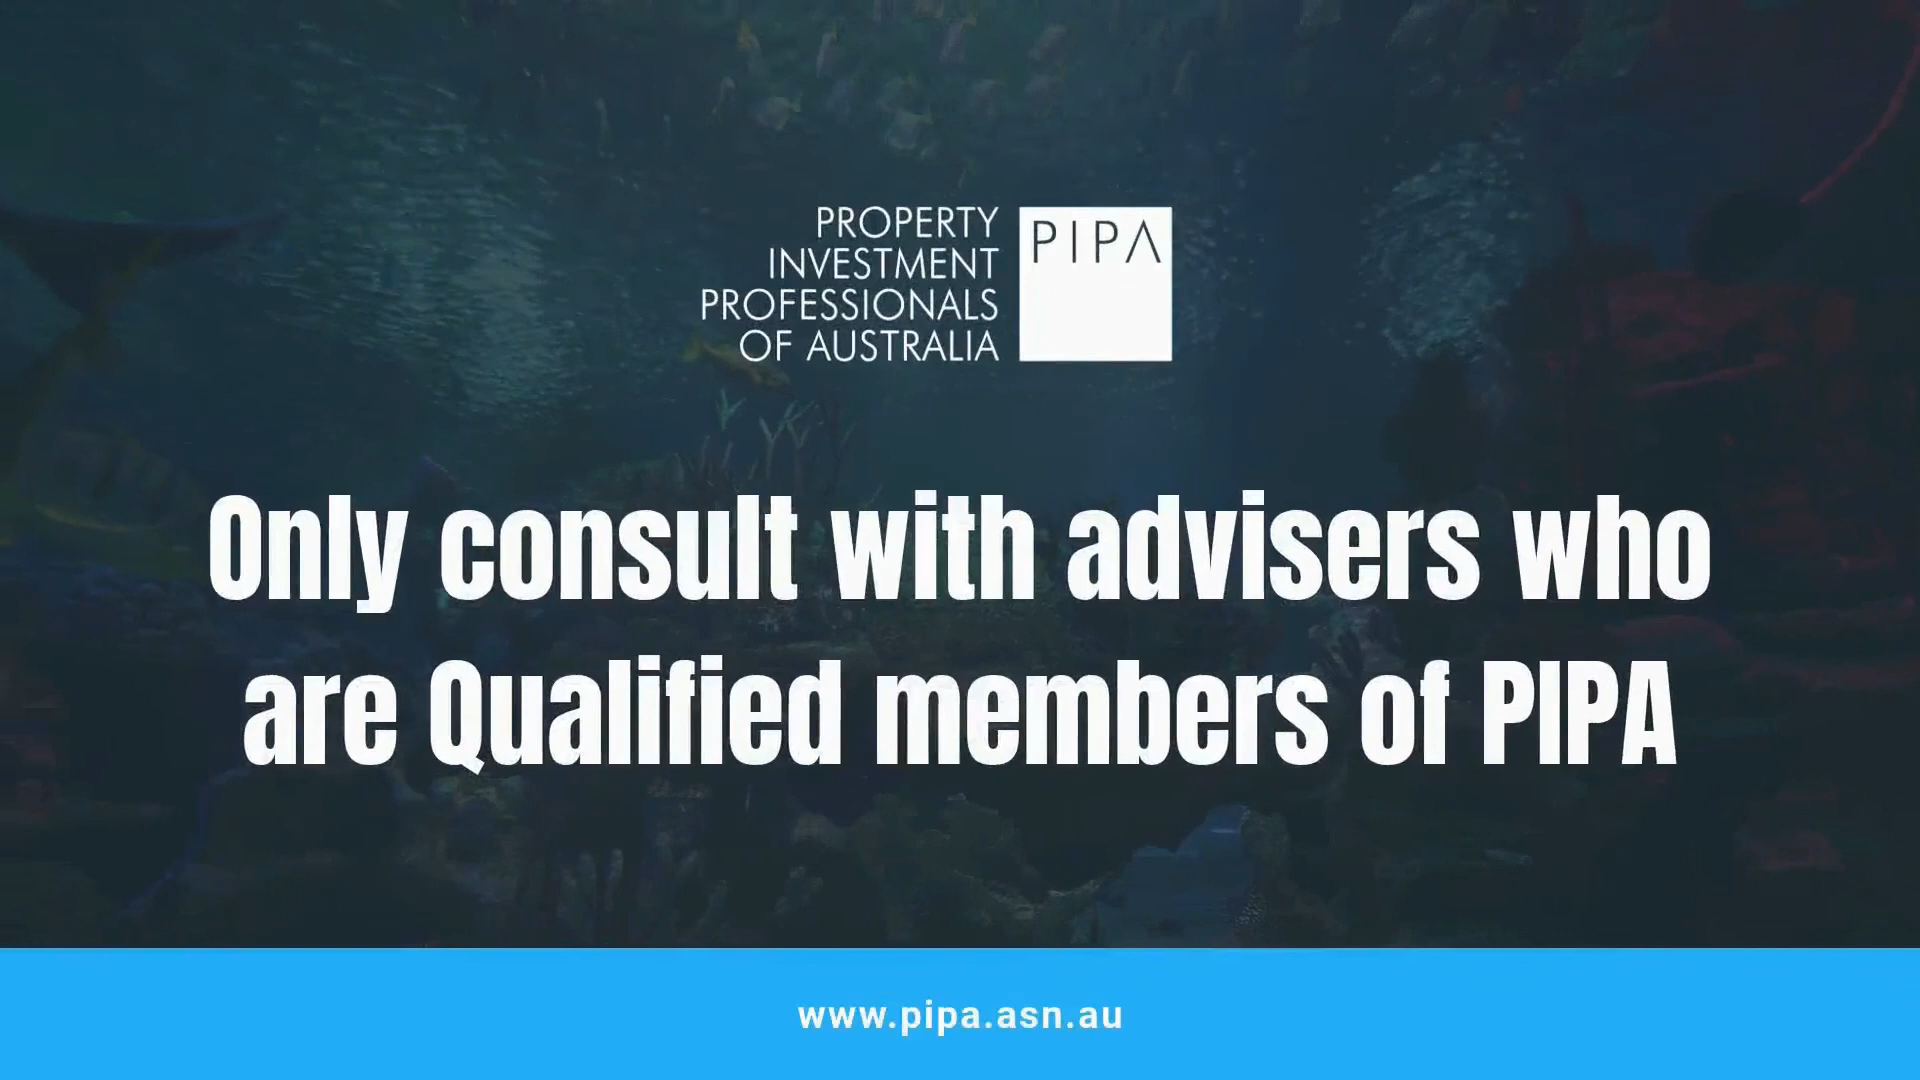 PROPERTY
INVESTMENT
PROFESSIONALS
OF AUSTRALIA
PIPA
Only consult with advisers who
are Qualified members of PIPA
www.pipa.asn.au